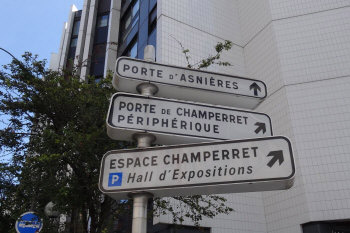 PORTE D'ASNIÈRES
PORTE DE CHAMPERRET
PÉRIPHÉRIQUE
ESPACE CHAMPERRET
P Hall d'Expositions